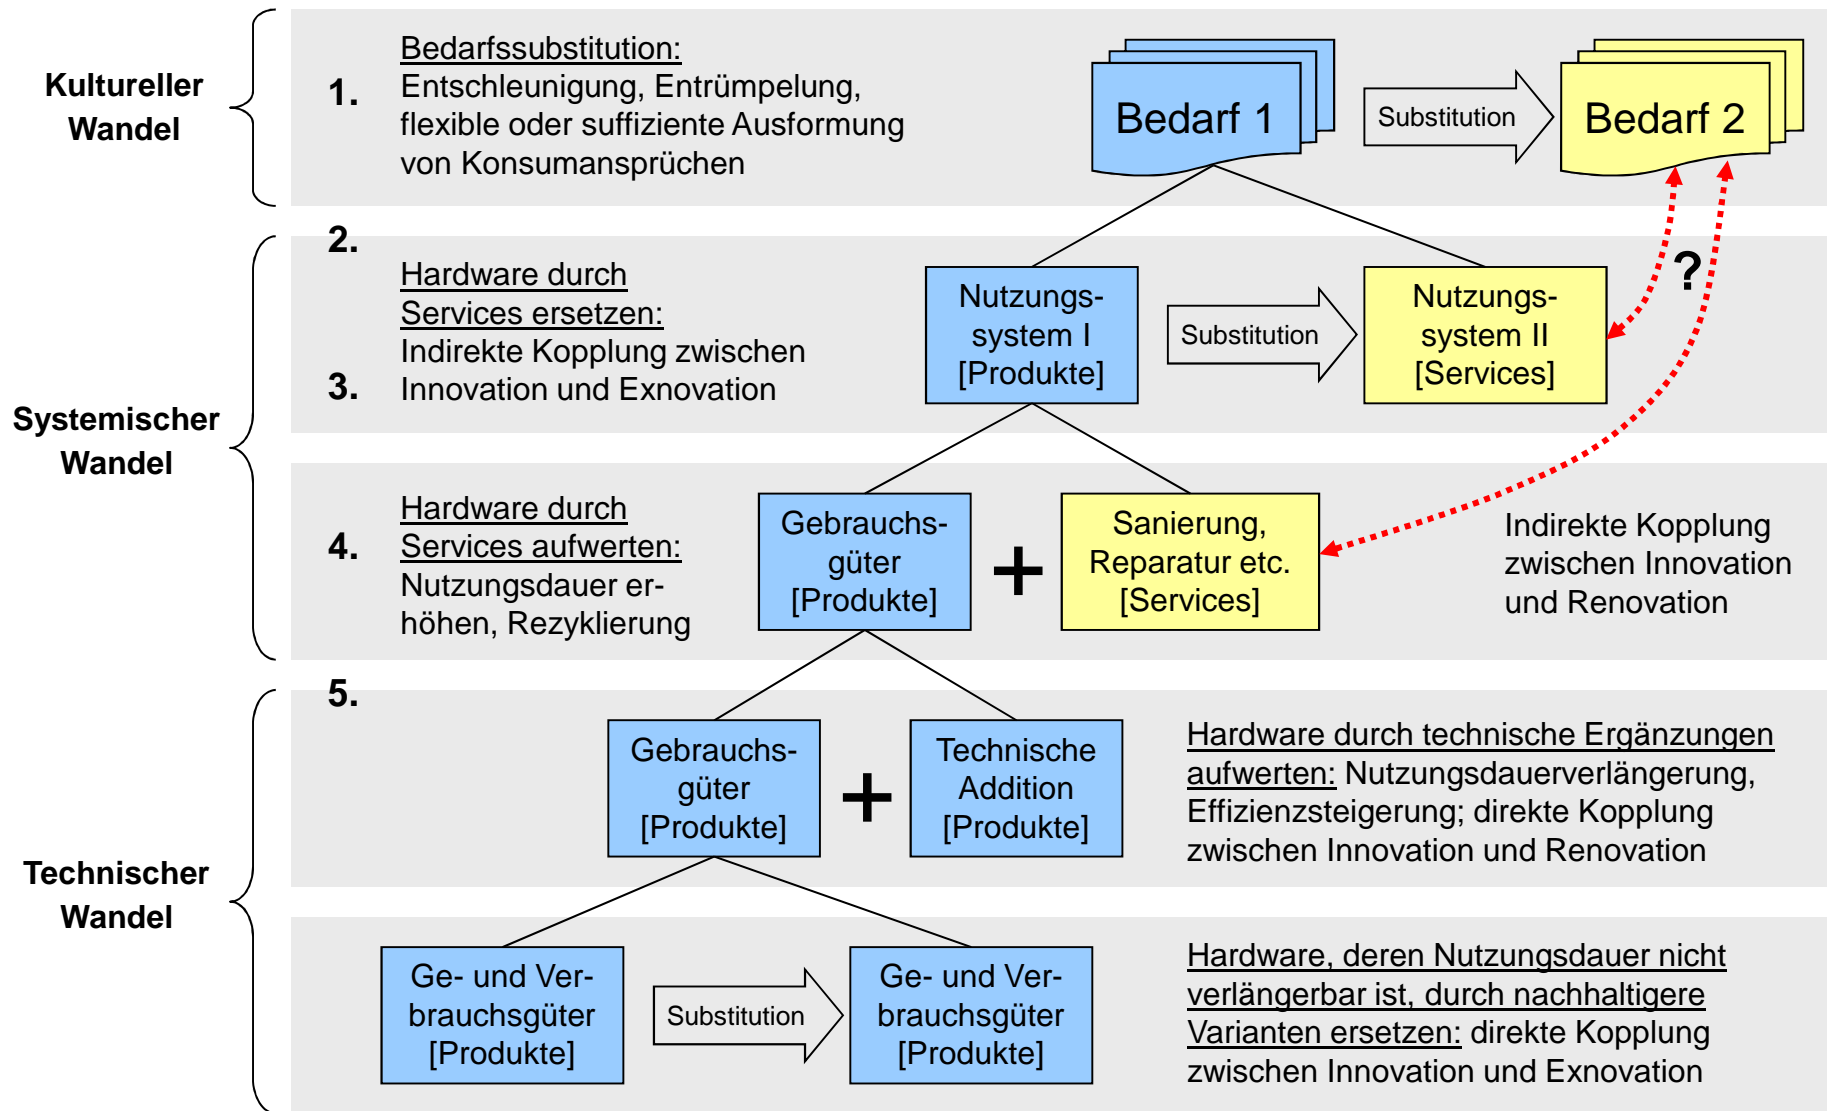 Kultureller
Wandel
1.
Bedarfssubstitution:
Entschleunigung, Entrümpelung,
flexible oder suffiziente Ausformung
von Konsumansprüchen
Bedarf 1
Substitution
Bedarf 2
Systemischer
Wandel
2.
Hardware durch
Services ersetzen:
Indirekte Kopplung zwischen
3.
Innovation und Exnovation
Nutzungs-
system I
[Produkte]
Substitution
Nutzungs-
system II
[Services]
?
4.
Hardware durch
Services aufwerten:
Nutzungsdauer er-
höhen, Rezyklierung
Gebrauchs-
güter
[Produkte]
+
Sanierung,
Reparatur etc.
[Services]
Indirekte Kopplung
zwischen Innovation
und Renovation
Technischer
Wandel
5.
Gebrauchs-
güter
[Produkte]
+
Technische
Addition
[Produkte]
Hardware durch technische Ergänzungen
aufwerten: Nutzungsdauerverlängerung,
Effizienzsteigerung; direkte Kopplung
zwischen Innovation und Renovation
Ge- und Ver-
brauchsgüter
[Produkte]
Substitution
Ge- und Ver-
brauchsgüter
[Produkte]
Hardware, deren Nutzungsdauer nicht
verlängerbar ist, durch nachhaltigere
Varianten ersetzen: direkte Kopplung
zwischen Innovation und Exnovation